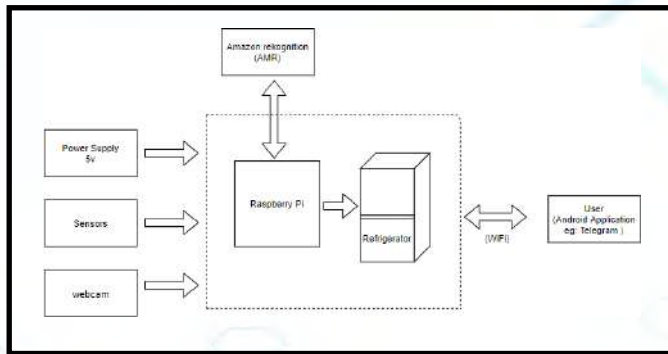 Amazon rekognition
(AMR)
Power Supply
5v
Sensors
webcam
Raspberry Pi
Refrigerator
(WiFi)
User
(Android Application
eg: Telegram )